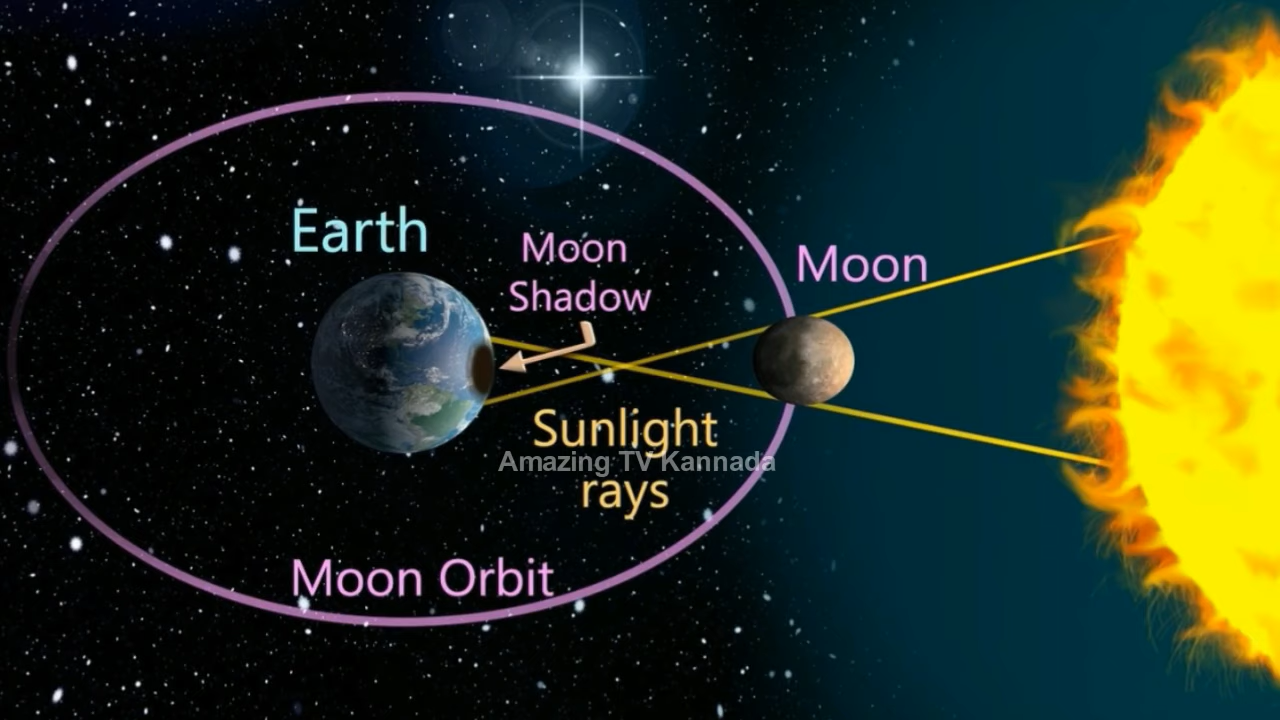 Earth
Moon
Shadow
Moon
Sunlight
Amazing TV Kannada
rays
Moon Orbit